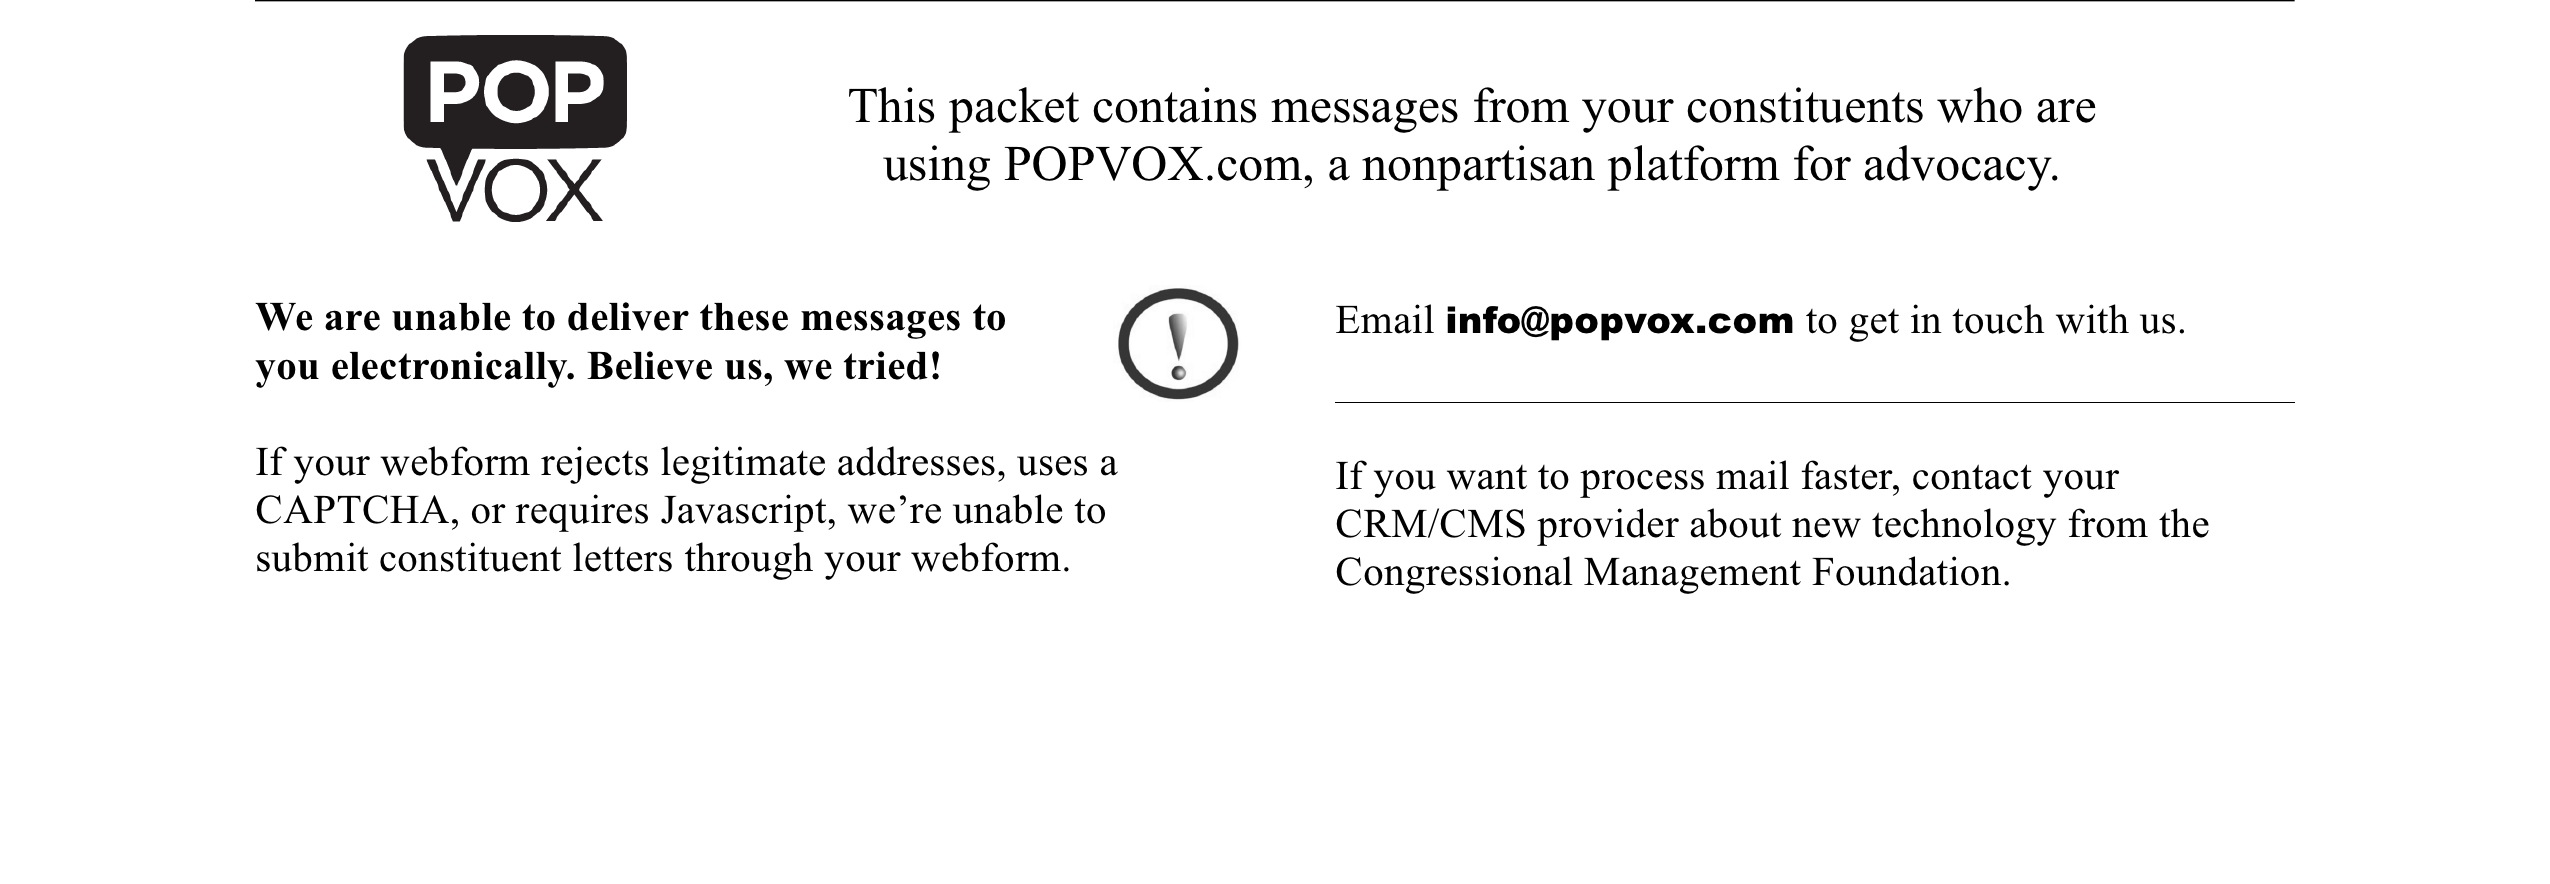 POP
VOX
This packet contains messages from your constituents who are
using POPVOX.com, a nonpartisan platform for advocacy.
We are unable to deliver these messages to
you electronically. Believe us, we tried!
If your webform rejects legitimate addresses, uses a
CAPTCHA, or requires Javascript, we’re unable to
submit constituent letters through your webform.
!
Email info@popvox.com to get in touch with us.
If you want to process mail faster, contact your
CRM/CMS provider about new technology from the
Congressional Management Foundation.